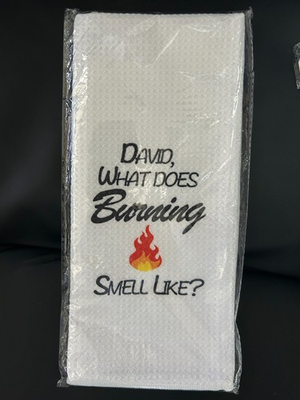 David,
What does
Burning
Smell Like?